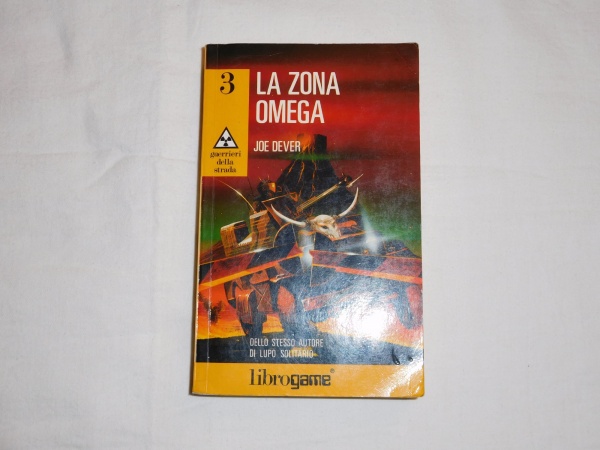 3
LA ZONA
OMEGA
JOE DEVER
guerrieri
della
strada
DELLO STESSO AUTORE
DI LUPO SOLITARIO
librogame®